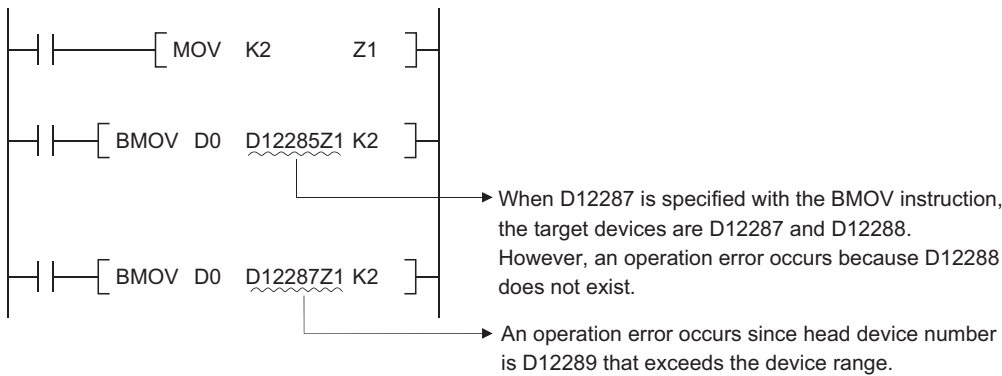 MOV K2 Z1
BMOV D0 D12285Z1 K2
When D12287 is specified with the BMOV instruction,
the target devices are D12287 and D12288.
However, an operation error occurs because D12288
does not exist.
BMOV D0 D12287Z1 K2
An operation error occurs since head device number
is D12289 that exceeds the device range.